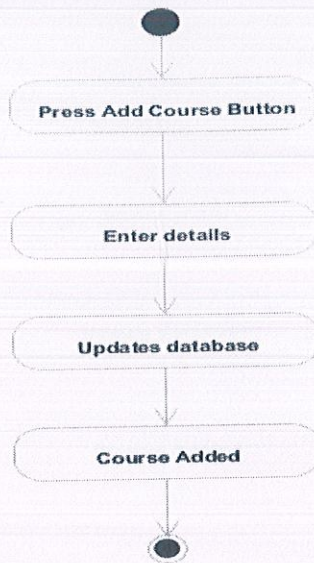 Press Add Course Button
Enter details
Updates database
Course Added